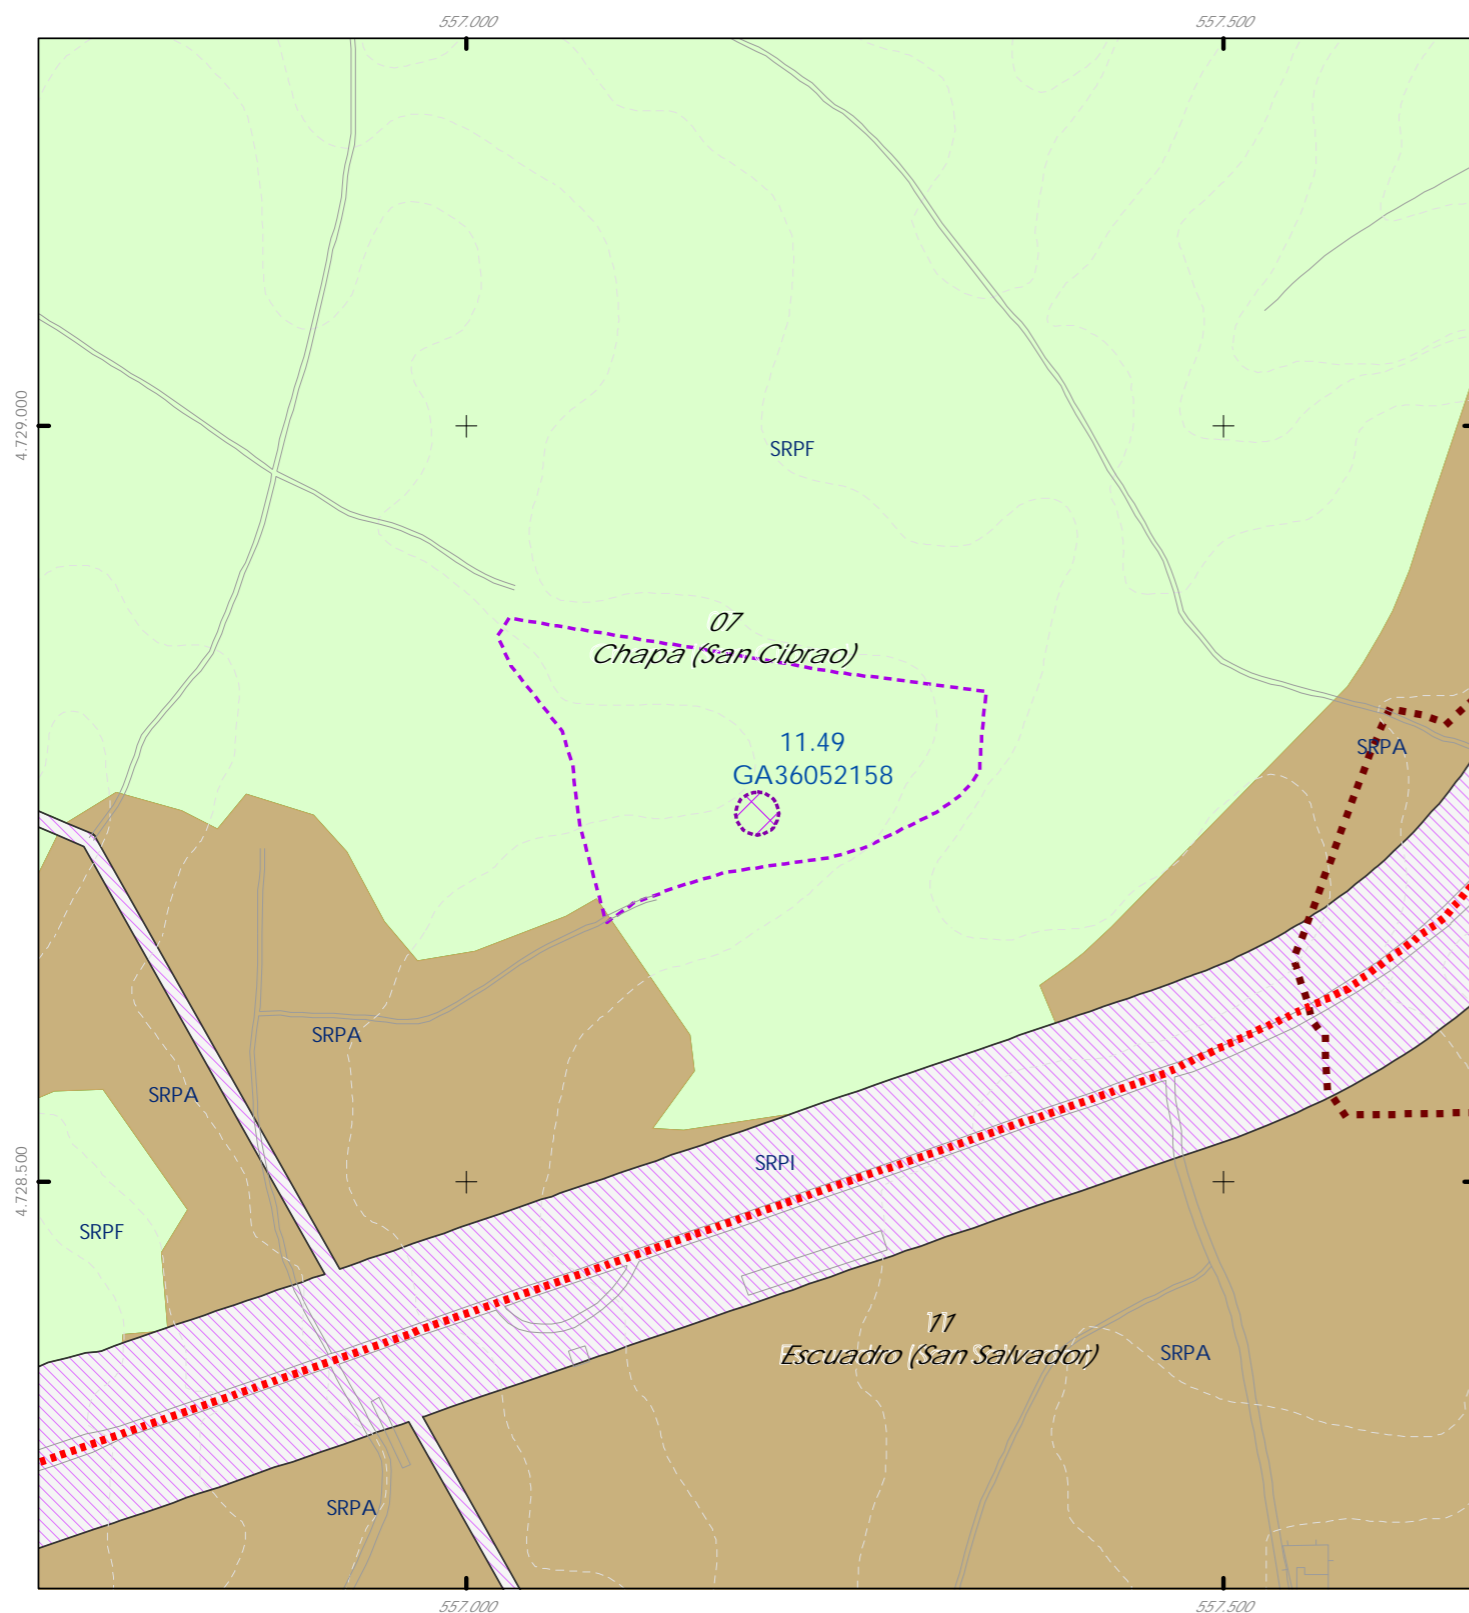 557.000
557.500
4.729.000
SRPF
07
Chapa (San Cibrao)
11.49
GA36052158
SRPA
SRPA
SRPA
SRPI
4.728.500
SRPF
11
Escuadro (San Salvador)
SRPA
SRPA
557.000
557.500